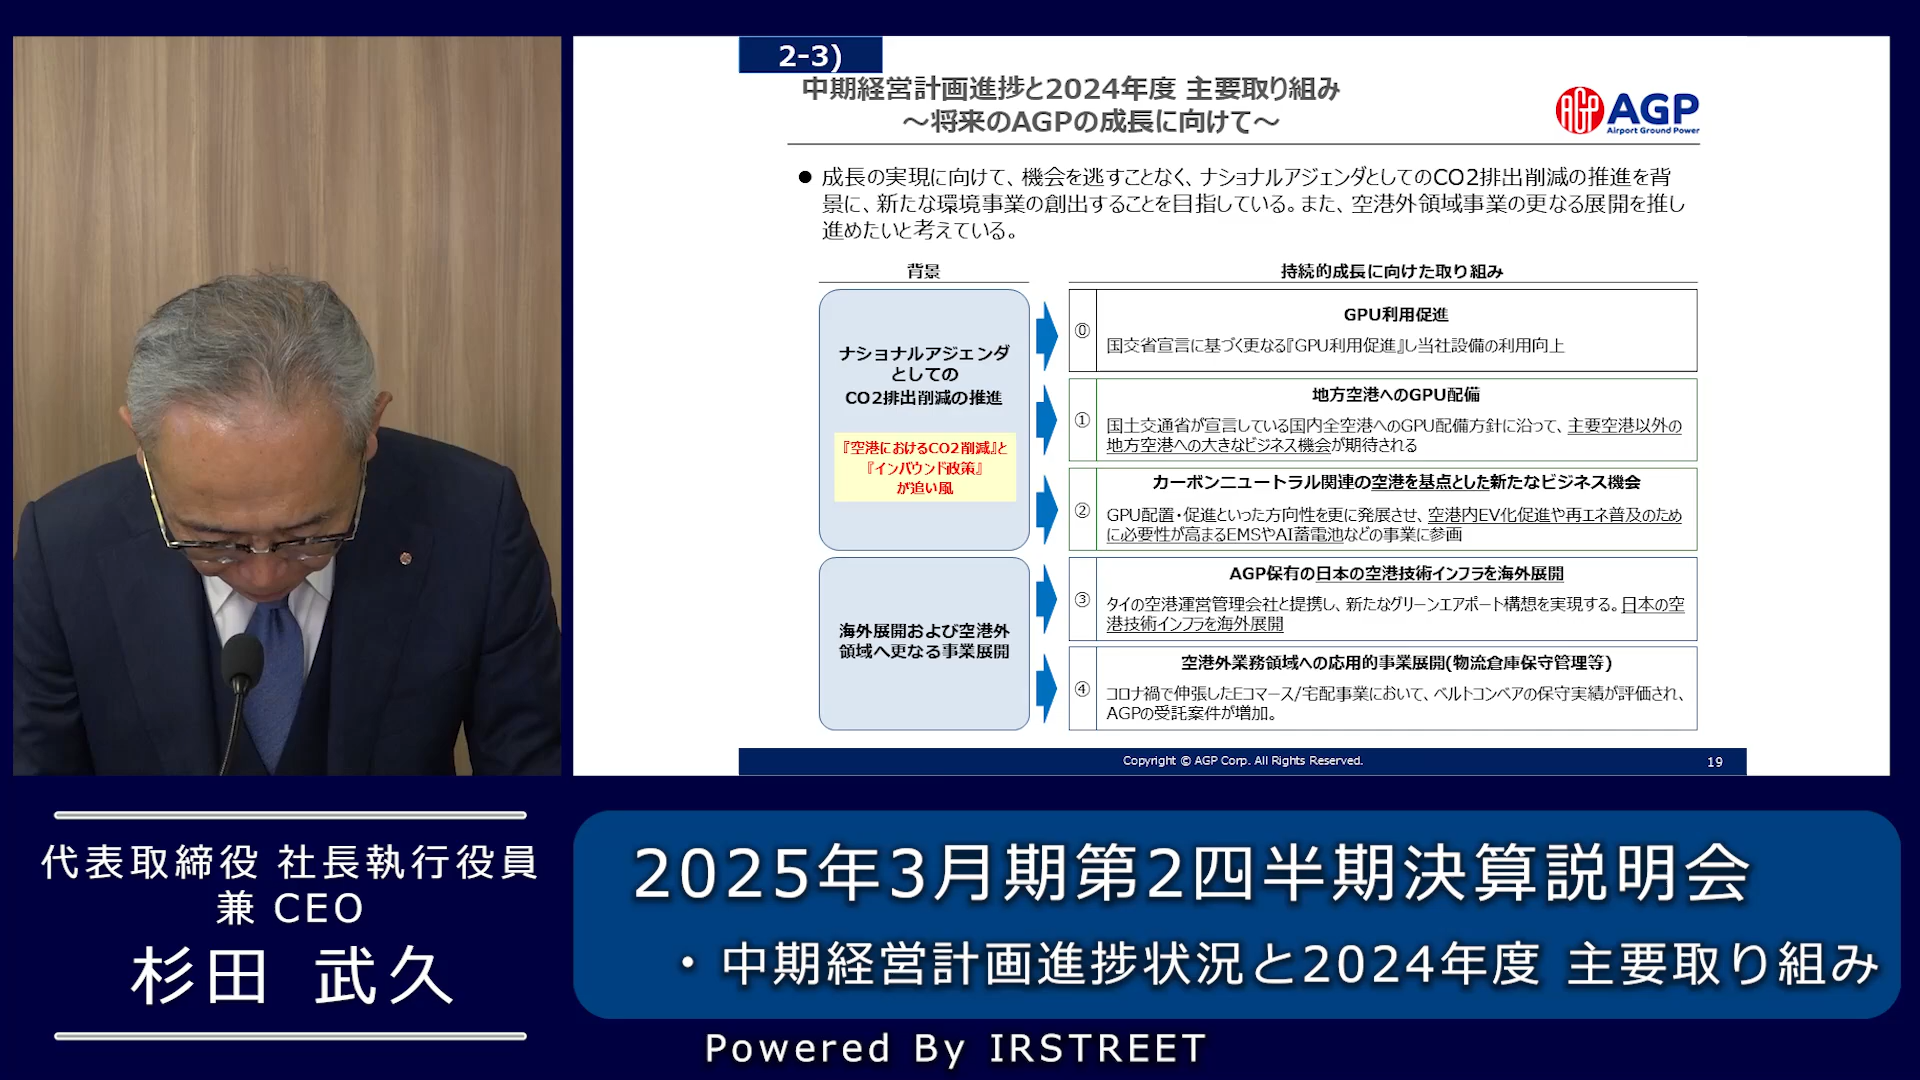 2-3)
中期経営計画進捗と2024年度 主要取り組み
～将来のAGPの成長に向けて～
AGP AGP
Airport Ground Power
● 成長の実現に向けて、機会を逃すことなく、ナショナルアジェンダとしてのCO2排出削減の推進を背
景に、新たな環境事業の創出することを目指している。また、空港外領域事業の更なる展開を推し
進めたいと考えている。
背景
持続的成長に向けた取り組み
ナショナルアジェンダ
としての
CO2排出削減の推進
『空港におけるCO2削減』と
『インバウンド政策』
が追い風
⓪
GPU利用促進
国交省宣言に基づく更なる『GPU利用促進』し当社設備の利用向上
①
地方空港へのGPU配備
国土交通省が宣言している国内全空港へのGPU配備方針に沿って、主要空港以外の
地方空港への大きなビジネス機会が期待される
②
カーボンニュートラル関連の空港を基点とした新たなビジネス機会
GPU配置・促進といった方向性を更に発展させ、空港内EV化促進や再エネ普及のため
に必要性が高まるEMSやAI蓄電池などの事業に参画
海外展開および空港外
領域へ更なる事業展開
③
AGP保有の日本の空港技術インフラを海外展開
タイの空港運営管理会社と提携し、新たなグリーンエアポート構想を実現する。日本の空
港技術インフラを海外展開
④
空港外業務領域への応用的事業展開(物流倉庫保守管理等)
コロナ禍で伸張したEコマース/宅配事業において、ベルトコンベアの保守実績が評価され、
AGPの受託案件が増加。
Copyright © AGP Corp. All Rights Reserved.
19
代表取締役 社長執行役員
兼 CEO
杉田 武久
2025年3月期第2四半期決算説明会
・中期経営計画進捗状況と2024年度 主要取り組み
Powered By IRSTREET